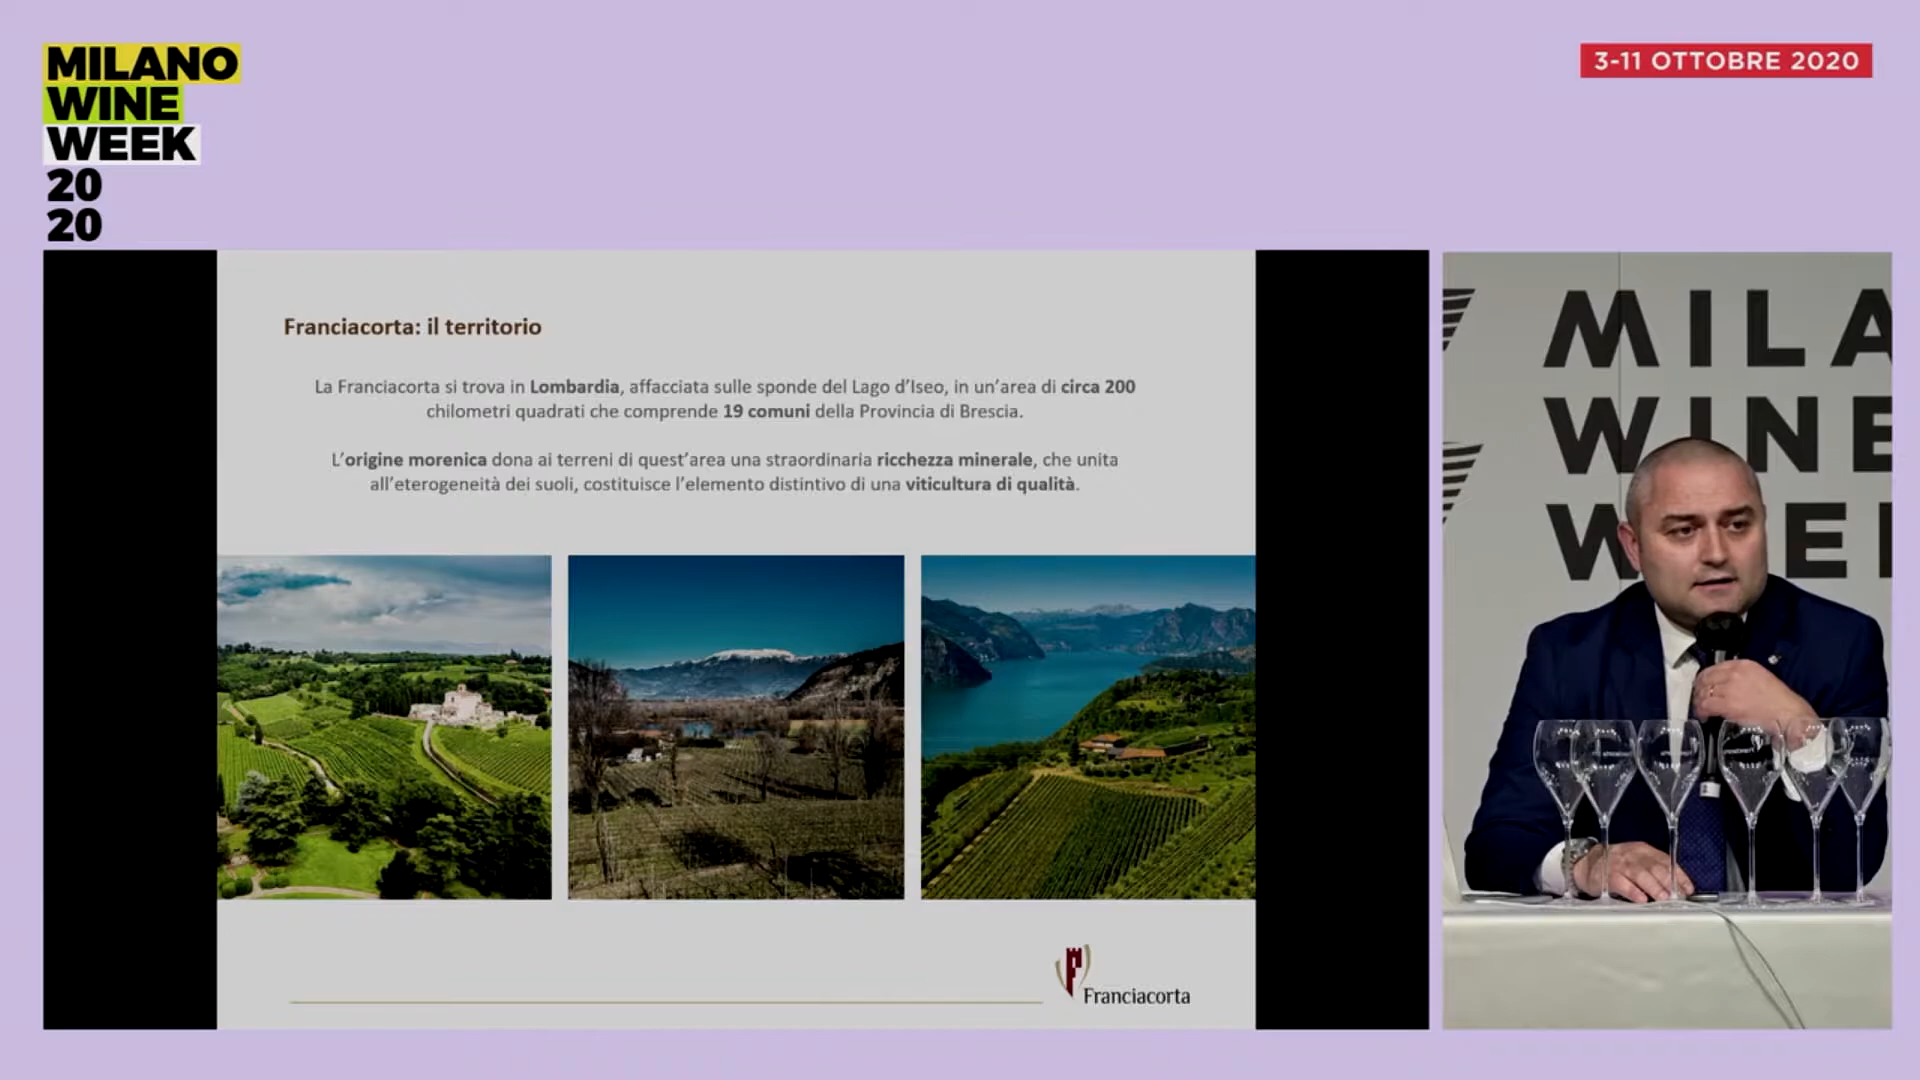 MILANO
WINE
WEEK
20
20
3-11 OTTOBRE 2020
Franciacorta: il territorio
La Franciacorta si trova in Lombardia, affacciata sulle sponde del Lago d'Iseo, in un'area di circa 200
chilometri quadrati che comprende 19 comuni della Provincia di Brescia.
L'origine morenica dona ai terreni di quest'area una straordinaria ricchezza minerale, che unita
all'eterogeneità dei suoli, costituisce l'elemento distintivo di una viticultura di qualità.
Franciacorta
MILA
WINE